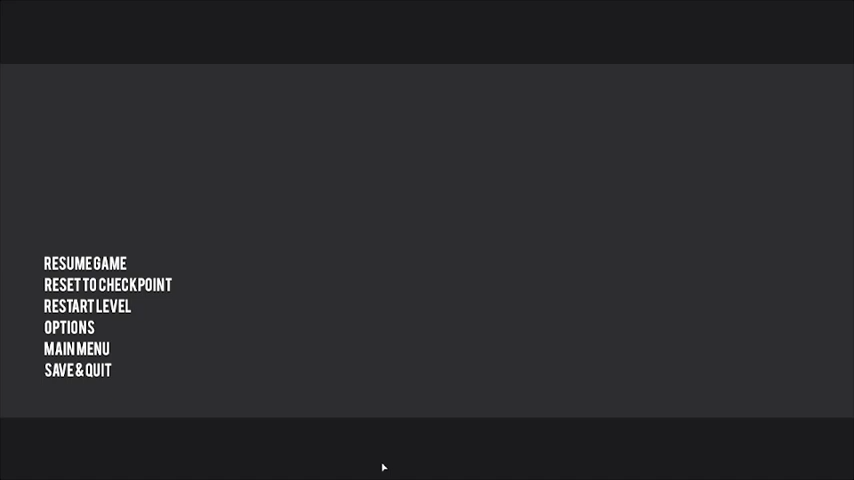 RESUME GAME
RESET TO CHECKPOINT
RESTART LEVEL
OPTIONS
MAIN MENU
SAVE & QUIT